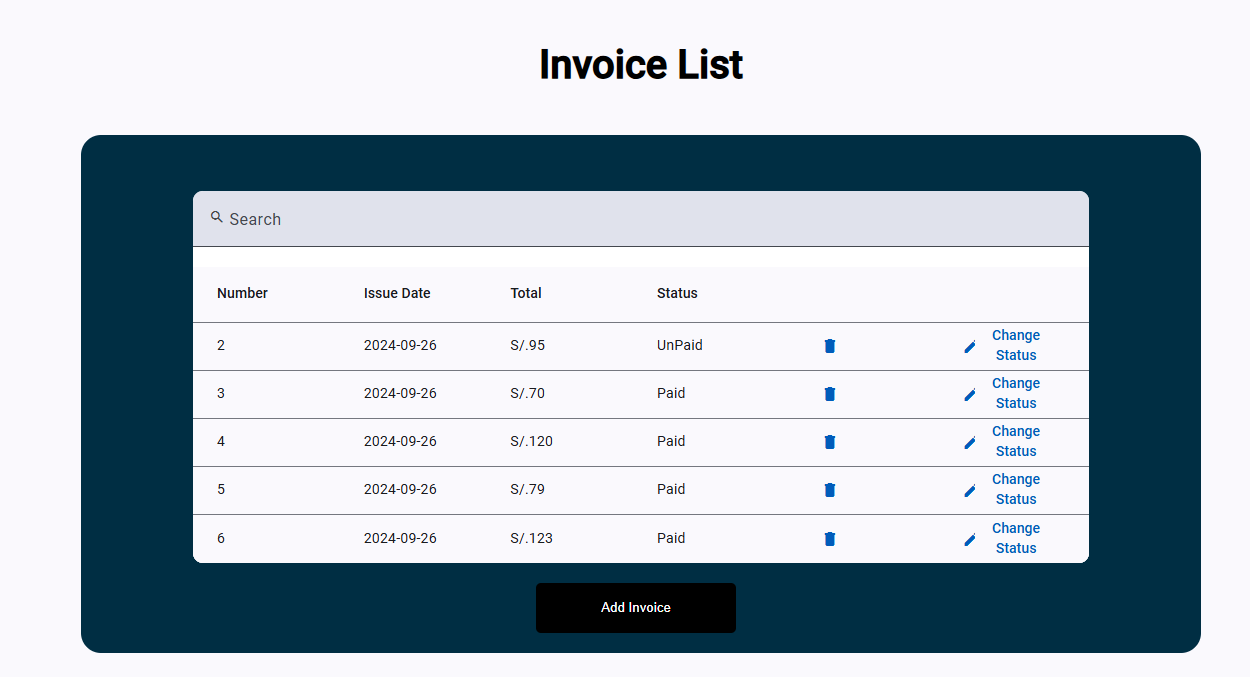 Invoice List
Search
Number Issue Date Total Status
2 2024-09-26 S/.95 UnPaid Change
Status
3 2024-09-26 S/.70 Paid Change
Status
4 2024-09-26 S/.120 Paid Change
Status
5 2024-09-26 S/.79 Paid Change
Status
6 2024-09-26 S/.123 Paid Change
Status
Add Invoice